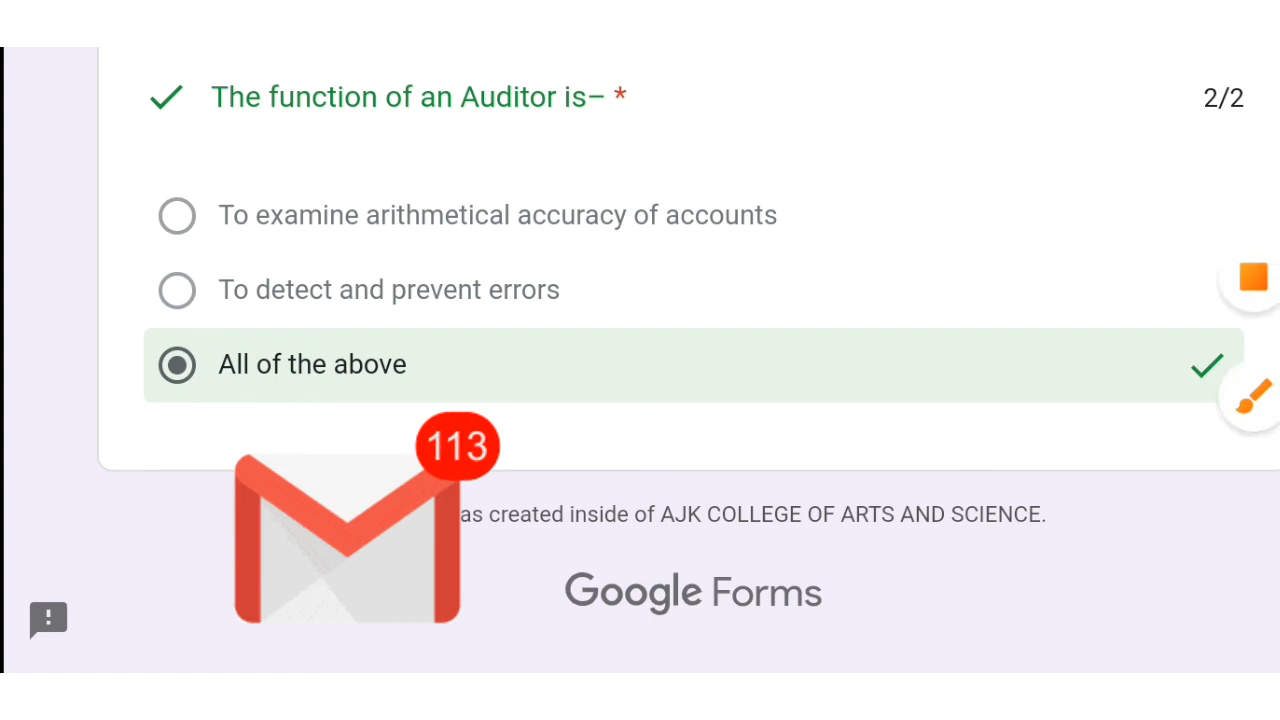 The function of an Auditor is– *
2/2
To examine arithmetical accuracy of accounts
To detect and prevent errors
All of the above
113
as created inside of AJK COLLEGE OF ARTS AND SCIENCE.
Google Forms